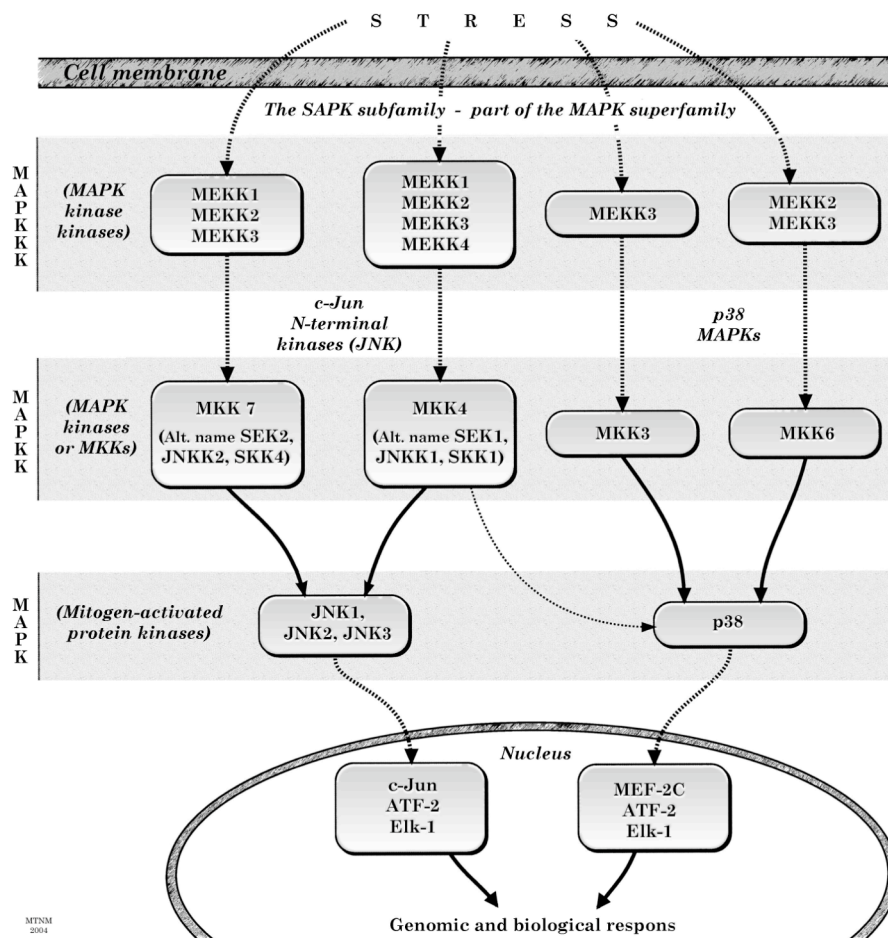 S T R E S S
Cell membrane
The SAPK subfamily - part of the MAPK superfamily
MAPKKK
(MAPK
kinase
kinases)
MEKK1
MEKK2
MEKK3
MEKK1
MEKK2
MEKK3
MEKK4
MEKK3
MEKK2
MEKK3
c-Jun
N-terminal
kinases (JNK)
p38
MAPKs
MAPKK
(MAPK
kinases
or MKKs)
MKK 7
(Alt. name SEK2,
JNKK2, SKK4)
MKK4
(Alt. name SEK1,
JNKK1, SKK1)
MKK3
MKK6
MAPK
(Mitogen-activated
protein kinases)
JNK1,
JNK2, JNK3
p38
Nucleus
c-Jun
ATF-2
Elk-1
MEF-2C
ATF-2
Elk-1
Genomic and biological respons
MTNM
2004